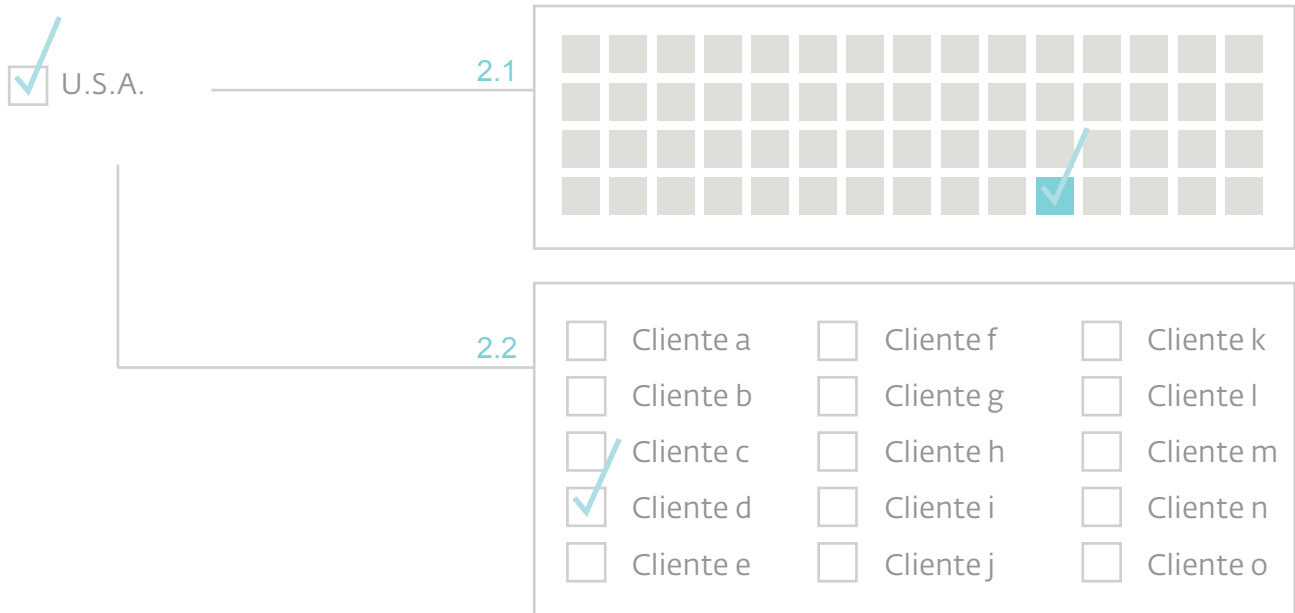 U.S.A.
2.1
2.2
Cliente a
Cliente f
Cliente k
Cliente b
Cliente g
Cliente l
Cliente c
Cliente h
Cliente m
Cliente d
Cliente i
Cliente n
Cliente e
Cliente j
Cliente o